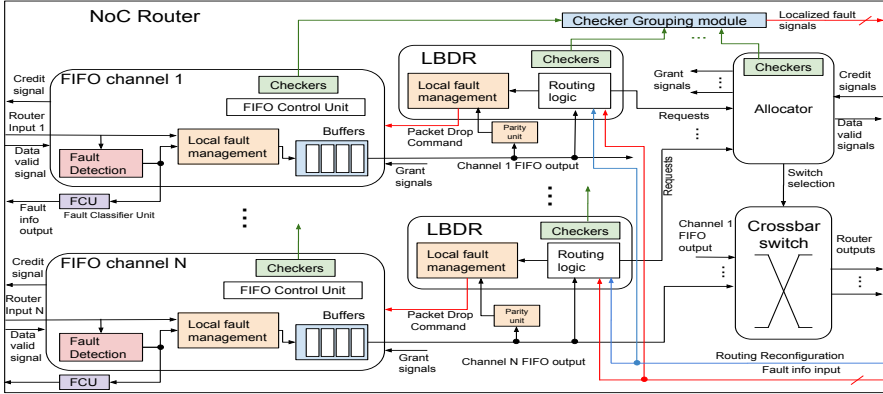 NoC Router
Checker Grouping module
Localized fault
signals
Credit
signal
FIFO channel 1
Checkers
FIFO Control Unit
Router
Input 1
Data
valid
signal
Fault
Detection
Local fault
management
Buffers
FCU
Fault Classifier Unit
Fault
info
output
LBDR
Checkers
Local fault
management
Routing
logic
Packet Drop
Command
Parity
unit
Channel 1 FIFO output
Grant
signals
Grant
signals
Requests
...
Requests
Checkers
Allocator
Credit
signals
Data
valid
signals
Switch
selection
...
...
...
Credit
signal
FIFO channel N
Checkers
FIFO Control Unit
Router
Input N
Data
valid
signal
Fault
Detection
Local fault
management
Buffers
FCU
LBDR
Checkers
Local fault
management
Routing
logic
Packet Drop
Command
Parity
unit
Channel N FIFO output
Grant
signals
Channel 1
FIFO
output
...
Crossbar
switch
Router
outputs
...
Routing Reconfiguration
Fault info input